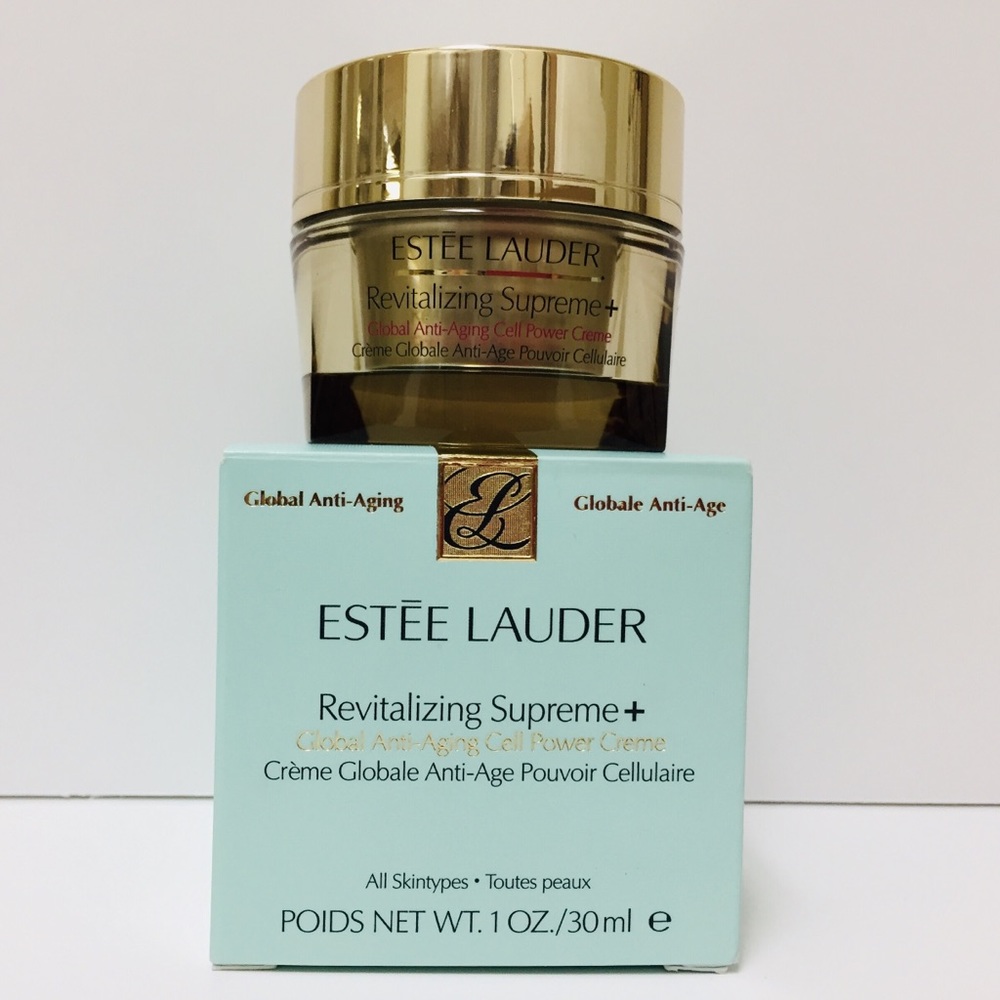 ESTĒE LAUDER
Revitalizing Supreme+
Global Anti-Aging Cell Power Creme
Crème Globale Anti-Age Pouvoir Cellulaire
Global Anti-Aging
EL
Globale Anti-Age
ESTĒE LAUDER
Revitalizing Supreme+
Global Anti-Aging Cell Power Creme
Crème Globale Anti-Age Pouvoir Cellulaire
All Skintypes • Toutes peaux
POIDS NET WT. 1 OZ./30 ml ℮